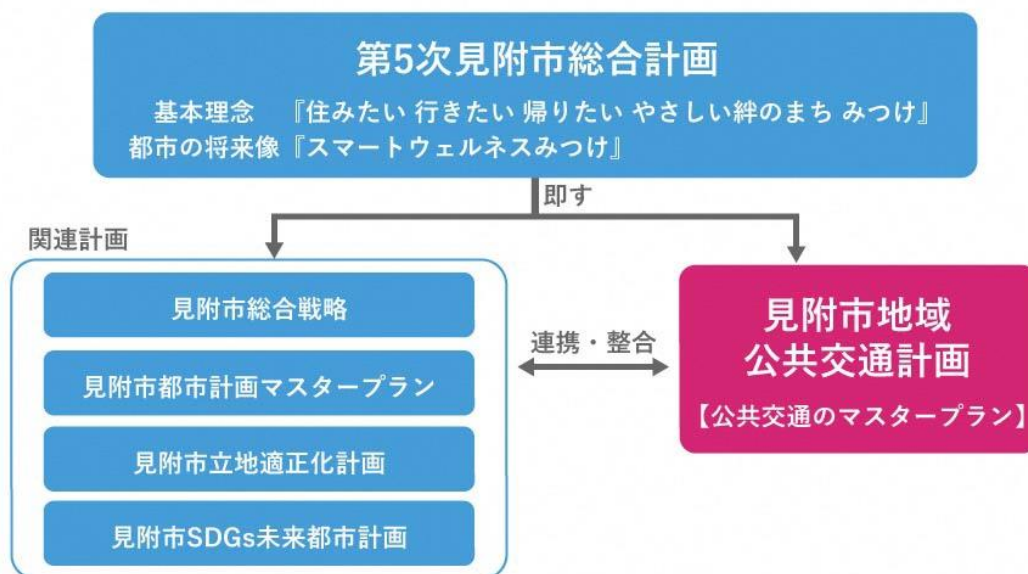 第5次見附市総合計画
基本理念 『住みたい 行きたい 帰りたい やさしい絆のまち みつけ』
都市の将来像『スマートウェルネスみつけ』
即す
関連計画
見附市総合戦略
見附市都市計画マスタープラン
見附市立地適正化計画
見附市SDGs未来都市計画
連携・整合
見附市地域
公共交通計画
【公共交通のマスタープラン】